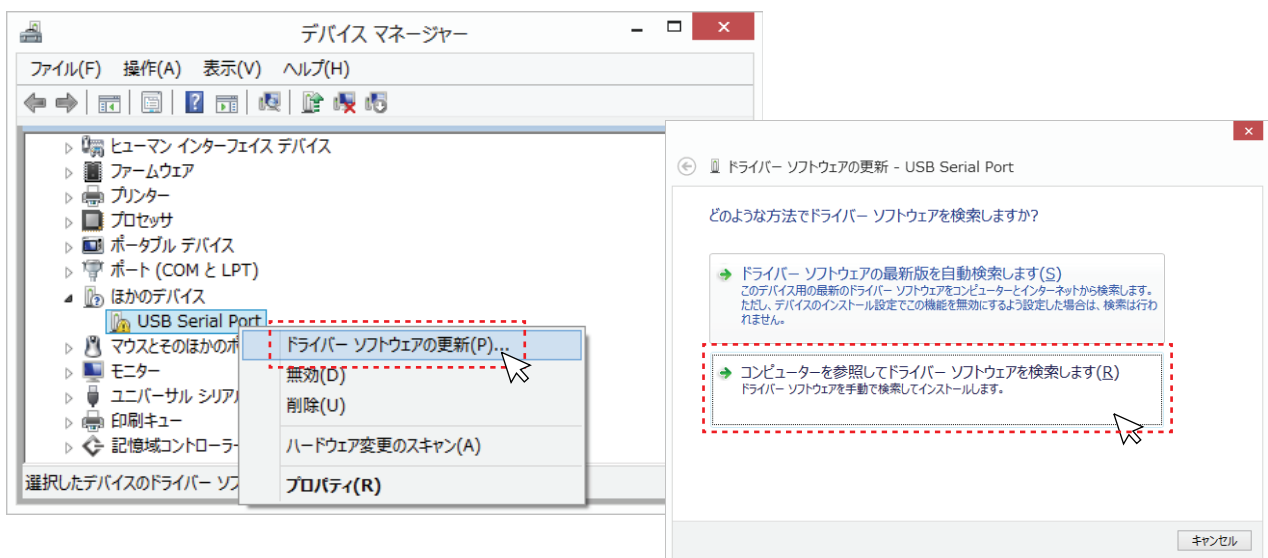 デバイス マネージャー
ファイル(F) 操作(A) 表示(V) ヘルプ(H)
ヒューマン インターフェイス デバイス
ファームウェア
プリンター
プロセッサ
ポータブル デバイス
ポート (COM と LPT)
ほかのデバイス
USB Serial Port
マウスとそのほかのポ
モニター
ユニバーサル シリアル
印刷キュー
記憶域コントローラー
選択したデバイスのドライバー ソフ
ドライバー ソフトウェアの更新(P)...
無効(D)
削除(U)
ハードウェア変更のスキャン(A)
プロパティ(R)
ドライバー ソフトウェアの更新 - USB Serial Port
どのような方法でドライバー ソフトウェアを検索しますか?
ドライバー ソフトウェアの最新版を自動検索します(S)
このデバイス用の最新のドライバー ソフトウェアをコンピューターとインターネットから検索します。
ただし、デバイスのインストール設定でこの機能を無効にするよう設定した場合は、検索は行わ
れません。
コンピューターを参照してドライバー ソフトウェアを検索します(R)
ドライバー ソフトウェアを手動で検索してインストールします。
キャンセル